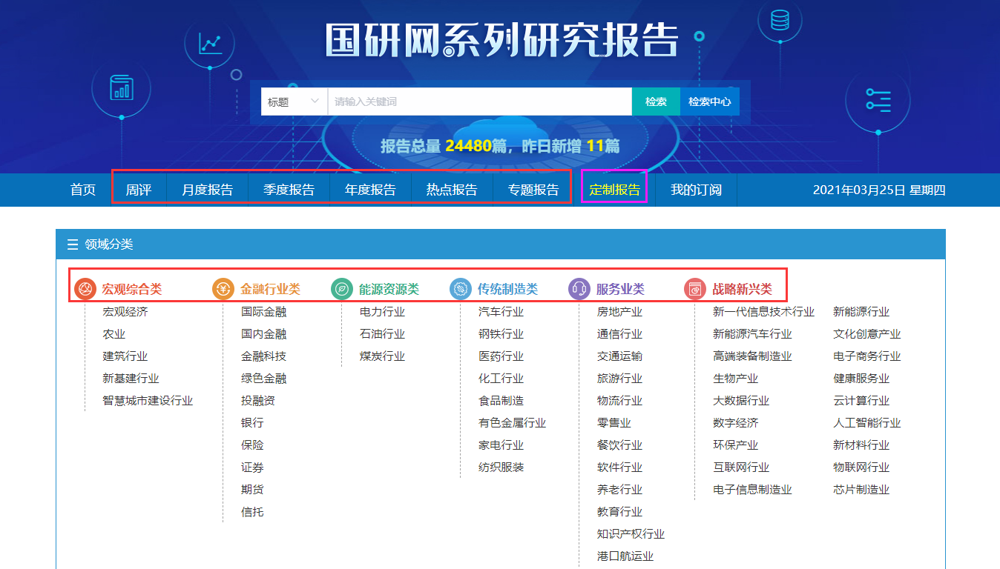 国研网系列研究报告
标题 请输入关键词 检索 检索中心
报告总量 24480篇，昨日新增 11篇
首页 周评 月度报告 季度报告 年度报告 热点报告 专题报告 定制报告 我的订阅 2021年03月25日 星期四
领域分类
宏观综合类 金融行业类 能源资源类 传统制造类 服务业类 战略新兴类
宏观经济 国际金融 电力行业 汽车行业 房地产业 新一代信息技术行业 新能源行业
农业 国内金融 石油行业 钢铁行业 通信行业 新能源汽车行业 文化创意产业
建筑行业 金融科技 煤炭行业 医药行业 交通运输 高端装备制造业 电子商务行业
新基建行业 绿色金融 化工行业 旅游行业 生物产业 健康服务业
智慧城市建设行业 投融资 食品制造 物流行业 大数据行业 云计算行业
银行 有色金属行业 零售业 数字经济 人工智能行业
保险 家电行业 餐饮行业 环保产业 新材料行业
证券 纺织服装 软件行业 互联网行业 物联网行业
期货 养老行业 电子信息制造业 芯片制造业
信托 教育行业
知识产权行业
港口航运业